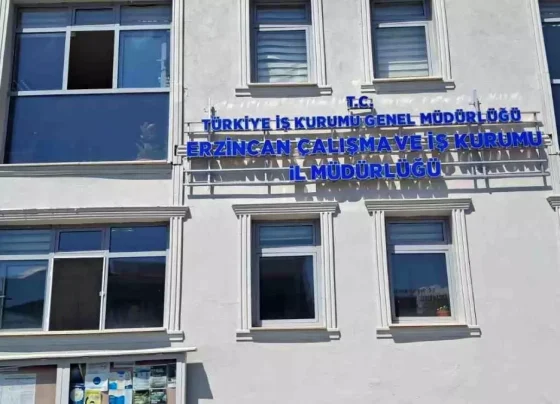 T.C.
TÜRKİYE İŞ KURUMU GENEL MÜDÜRLÜĞÜ
ERZİNCAN ÇALIŞMA VE İŞ KURUMU
İL MÜDÜRLÜĞÜ